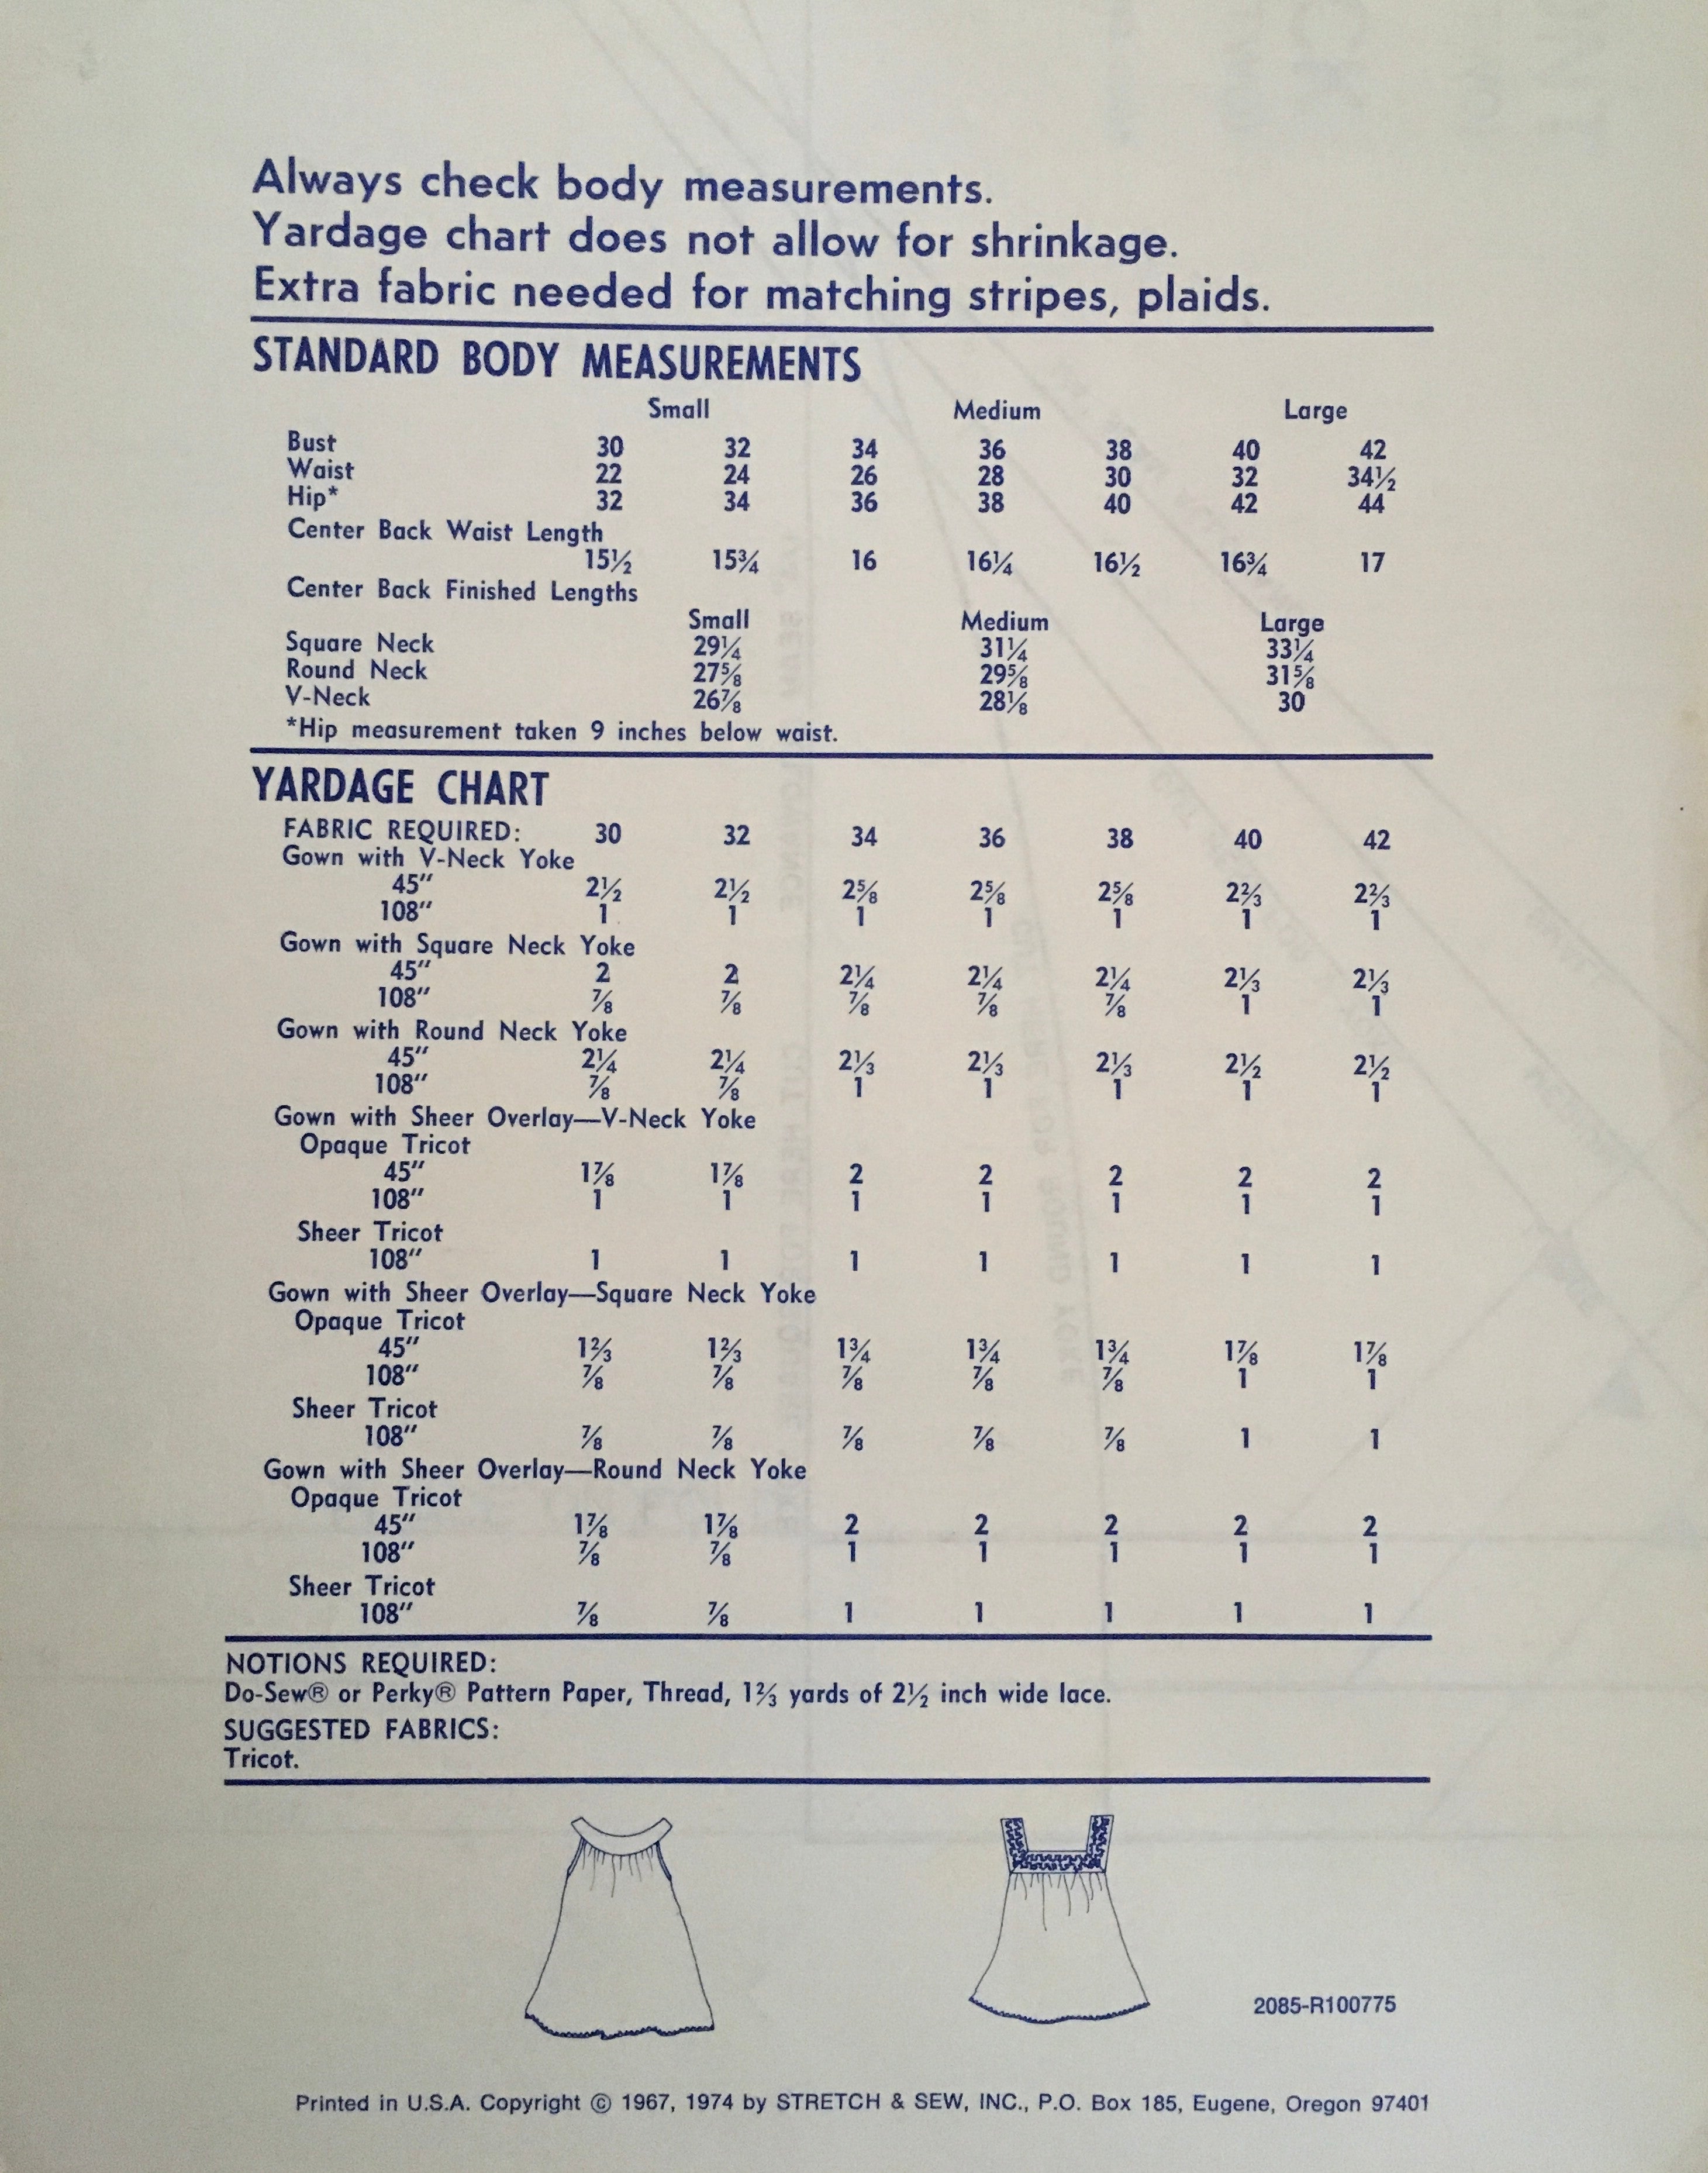 Always check body measurements.
Yardage chart does not allow for shrinkage.
Extra fabric needed for matching stripes, plaids.
STANDARD BODY MEASUREMENTS
Small Medium Large
Bust 30 32 34 36 38 40 42
Waist 22 24 26 28 30 32 34½
Hip* 32 34 36 38 40 42 44
Center Back Waist Length
15½ 15¾ 16 16¼ 16½ 16¾ 17
Center Back Finished Lengths
Small Medium Large
Square Neck 29¼ 31¼ 33¼
Round Neck 27⅝ 29⅝ 31⅝
V-Neck 26⅞ 28⅛ 30
*Hip measurement taken 9 inches below waist.
YARDAGE CHART
FABRIC REQUIRED: 30 32 34 36 38 40 42
Gown with V-Neck Yoke
45″ 2½ 2½ 2⅝ 2⅝ 2⅝ 2⅔ 2⅔
108″ 1 1 1 1 1 1 1
Gown with Square Neck Yoke
45″ 2 2 2¼ 2¼ 2¼ 2⅓ 2⅓
108″ ⅞ ⅞ ⅞ ⅞ ⅞ 1 1
Gown with Round Neck Yoke
45″ 2¼ 2¼ 2⅓ 2⅓ 2⅓ 2½ 2½
108″ ⅞ ⅞ 1 1 1 1 1
Gown with Sheer Overlay—V-Neck Yoke
Opaque Tricot
45″ 1⅞ 1⅞ 2 2 2 2 2
108″ 1 1 1 1 1 1 1
Sheer Tricot
108″ 1 1 1 1 1 1 1
Gown with Sheer Overlay—Square Neck Yoke
Opaque Tricot
45″ 1⅔ 1⅔ 1¾ 1¾ 1¾ 1⅞ 1⅞
108″ ⅞ ⅞ ⅞ ⅞ ⅞ 1 1
Sheer Tricot
108″ ⅞ ⅞ ⅞ ⅞ ⅞ 1 1
Gown with Sheer Overlay—Round Neck Yoke
Opaque Tricot
45″ 1⅞ 1⅞ 2 2 2 2 2
108″ ⅞ ⅞ 1 1 1 1 1
Sheer Tricot
108″ ⅞ ⅞ 1 1 1 1 1
NOTIONS REQUIRED:
Do-Sew® or Perky® Pattern Paper, Thread, 1⅔ yards of 2½ inch wide lace.
SUGGESTED FABRICS:
Tricot.
2085-R100775
Printed in U.S.A. Copyright © 1967, 1974 by STRETCH & SEW, INC., P.O. Box 185, Eugene, Oregon 97401